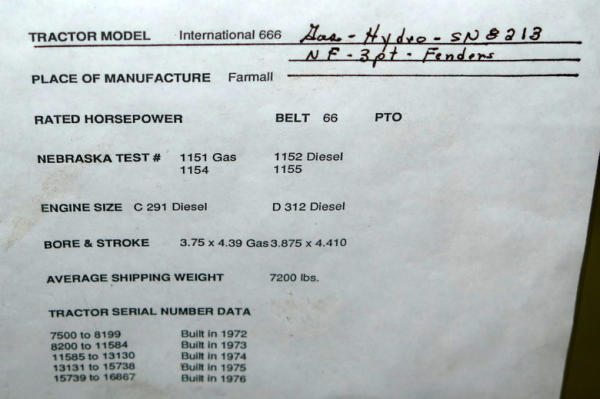 TRACTOR MODEL International 666 Gas - Hydro - SN 8213
NF - 3pt - Fenders
PLACE OF MANUFACTURE Farmall
RATED HORSEPOWER BELT 66 PTO
NEBRASKA TEST # 1151 Gas 1152 Diesel
1154 1155
ENGINE SIZE C 291 Diesel D 312 Diesel
BORE & STROKE 3.75 x 4.39 Gas 3.875 x 4.410
AVERAGE SHIPPING WEIGHT 7200 lbs.
TRACTOR SERIAL NUMBER DATA
7500 to 8199 Built in 1972
8200 to 11584 Built in 1973
11585 to 13130 Built in 1974
13131 to 15738 Built in 1975
15739 to 16867 Built in 1976